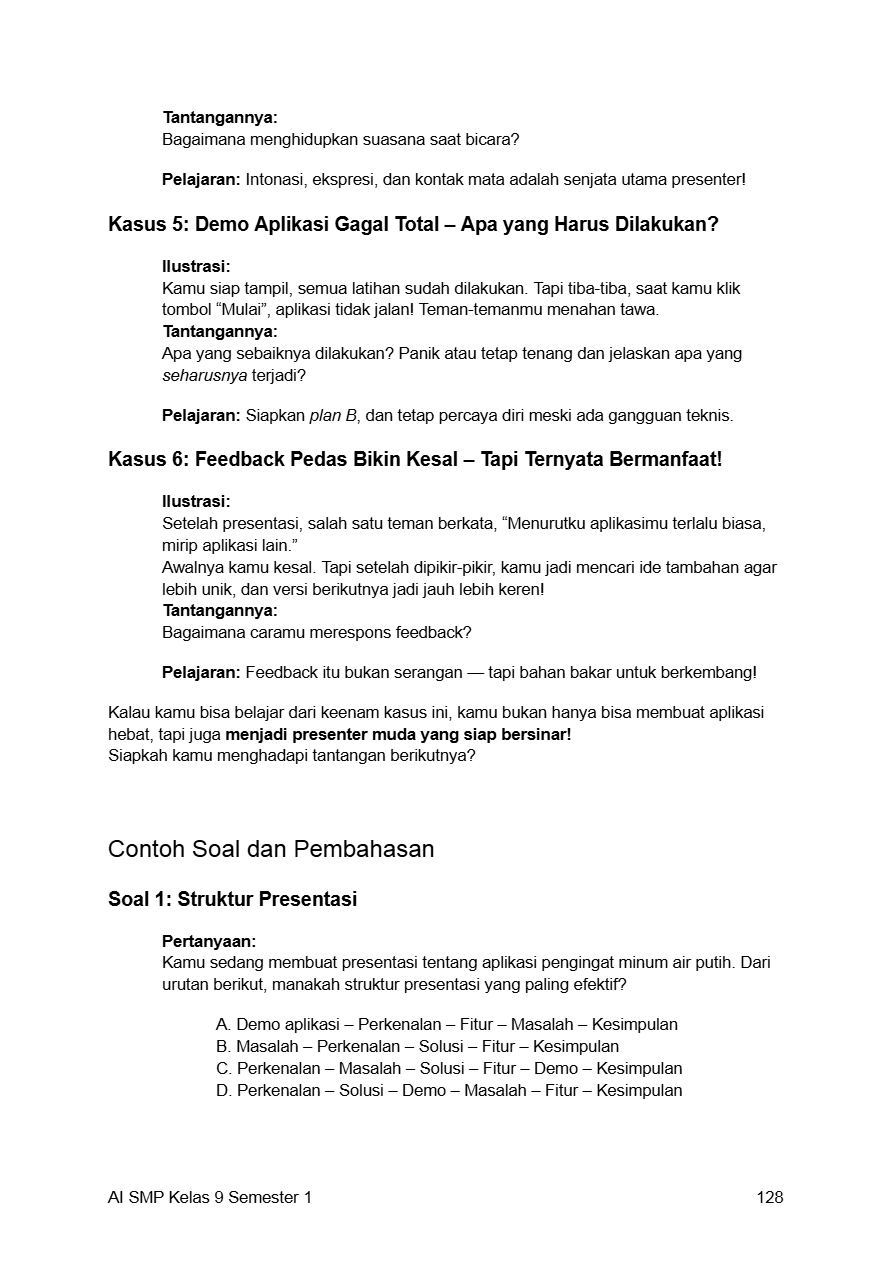 Tantangannya:
Bagaimana menghidupkan suasana saat bicara?
Pelajaran: Intonasi, ekspresi, dan kontak mata adalah senjata utama presenter!
Kasus 5: Demo Aplikasi Gagal Total – Apa yang Harus Dilakukan?
Ilustrasi:
Kamu siap tampil, semua latihan sudah dilakukan. Tapi tiba-tiba, saat kamu klik
tombol “Mulai”, aplikasi tidak jalan! Teman-temanmu menahan tawa.
Tantangannya:
Apa yang sebaiknya dilakukan? Panik atau tetap tenang dan jelaskan apa yang
seharusnya terjadi?
Pelajaran: Siapkan plan B, dan tetap percaya diri meski ada gangguan teknis.
Kasus 6: Feedback Pedas Bikin Kesal – Tapi Ternyata Bermanfaat!
Ilustrasi:
Setelah presentasi, salah satu teman berkata, “Menurutku aplikasimu terlalu biasa,
mirip aplikasi lain.”
Awalnya kamu kesal. Tapi setelah dipikir-pikir, kamu jadi mencari ide tambahan agar
lebih unik, dan versi berikutnya jadi jauh lebih keren!
Tantangannya:
Bagaimana caramu merespons feedback?
Pelajaran: Feedback itu bukan serangan — tapi bahan bakar untuk berkembang!
Kalau kamu bisa belajar dari keenam kasus ini, kamu bukan hanya bisa membuat aplikasi
hebat, tapi juga menjadi presenter muda yang siap bersinar!
Siapkah kamu menghadapi tantangan berikutnya?
Contoh Soal dan Pembahasan
Soal 1: Struktur Presentasi
Pertanyaan:
Kamu sedang membuat presentasi tentang aplikasi pengingat minum air putih. Dari
urutan berikut, manakah struktur presentasi yang paling efektif?
A. Demo aplikasi – Perkenalan – Fitur – Masalah – Kesimpulan
B. Masalah – Perkenalan – Solusi – Fitur – Kesimpulan
C. Perkenalan – Masalah – Solusi – Fitur – Demo – Kesimpulan
D. Perkenalan – Solusi – Demo – Masalah – Fitur – Kesimpulan
AI SMP Kelas 9 Semester 1 128